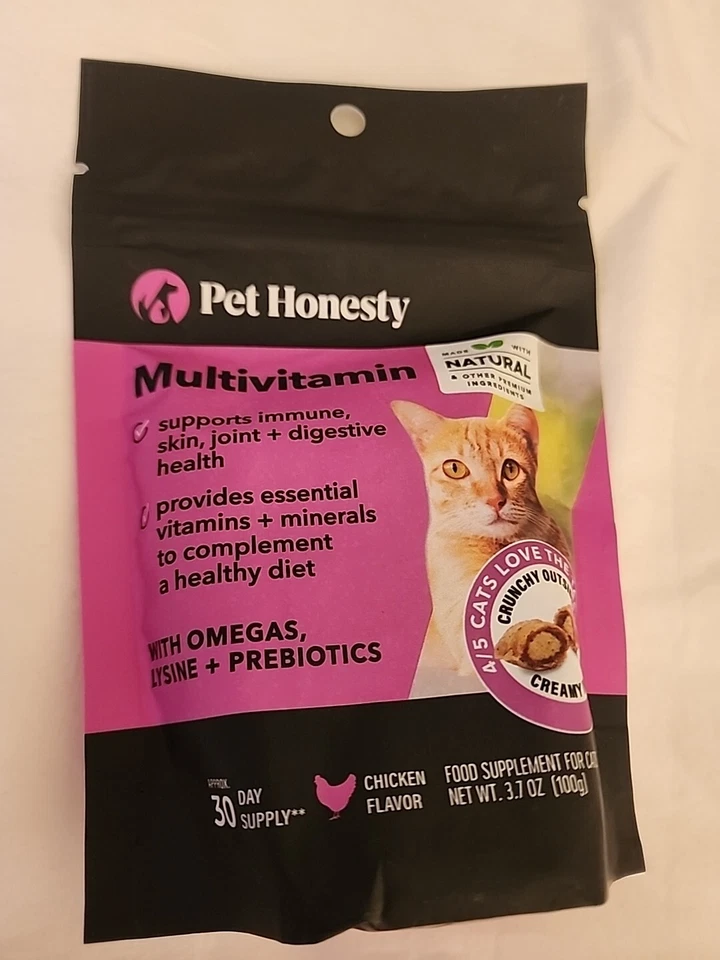 Pet Honesty
Multivitamin
MADE WITH
NATURAL
& OTHER PREMIUM
INGREDIENTS
supports immune,
skin, joint + digestive
health
provides essential
vitamins + minerals
to complement
a healthy diet
WITH OMEGAS,
LYSINE + PREBIOTICS
4/5 CATS LOVE THE
CRUNCHY
CREAMY
APPROX.
30 DAY
SUPPLY**
CHICKEN
FLAVOR
FOOD SUPPLEMENT FOR
NET WT. 3.7 OZ (100g)